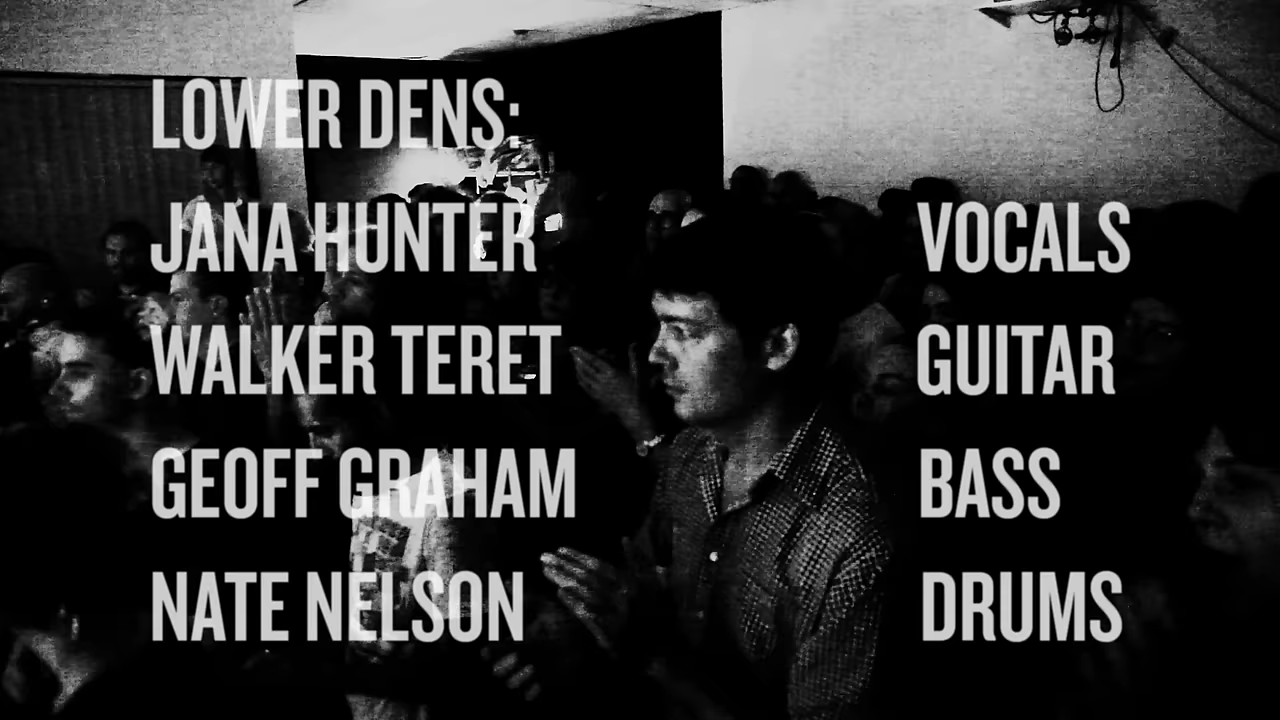 LOWER DENS:
JANA HUNTER VOCALS
WALKER TERET GUITAR
GEOFF GRAHAM BASS
NATE NELSON DRUMS